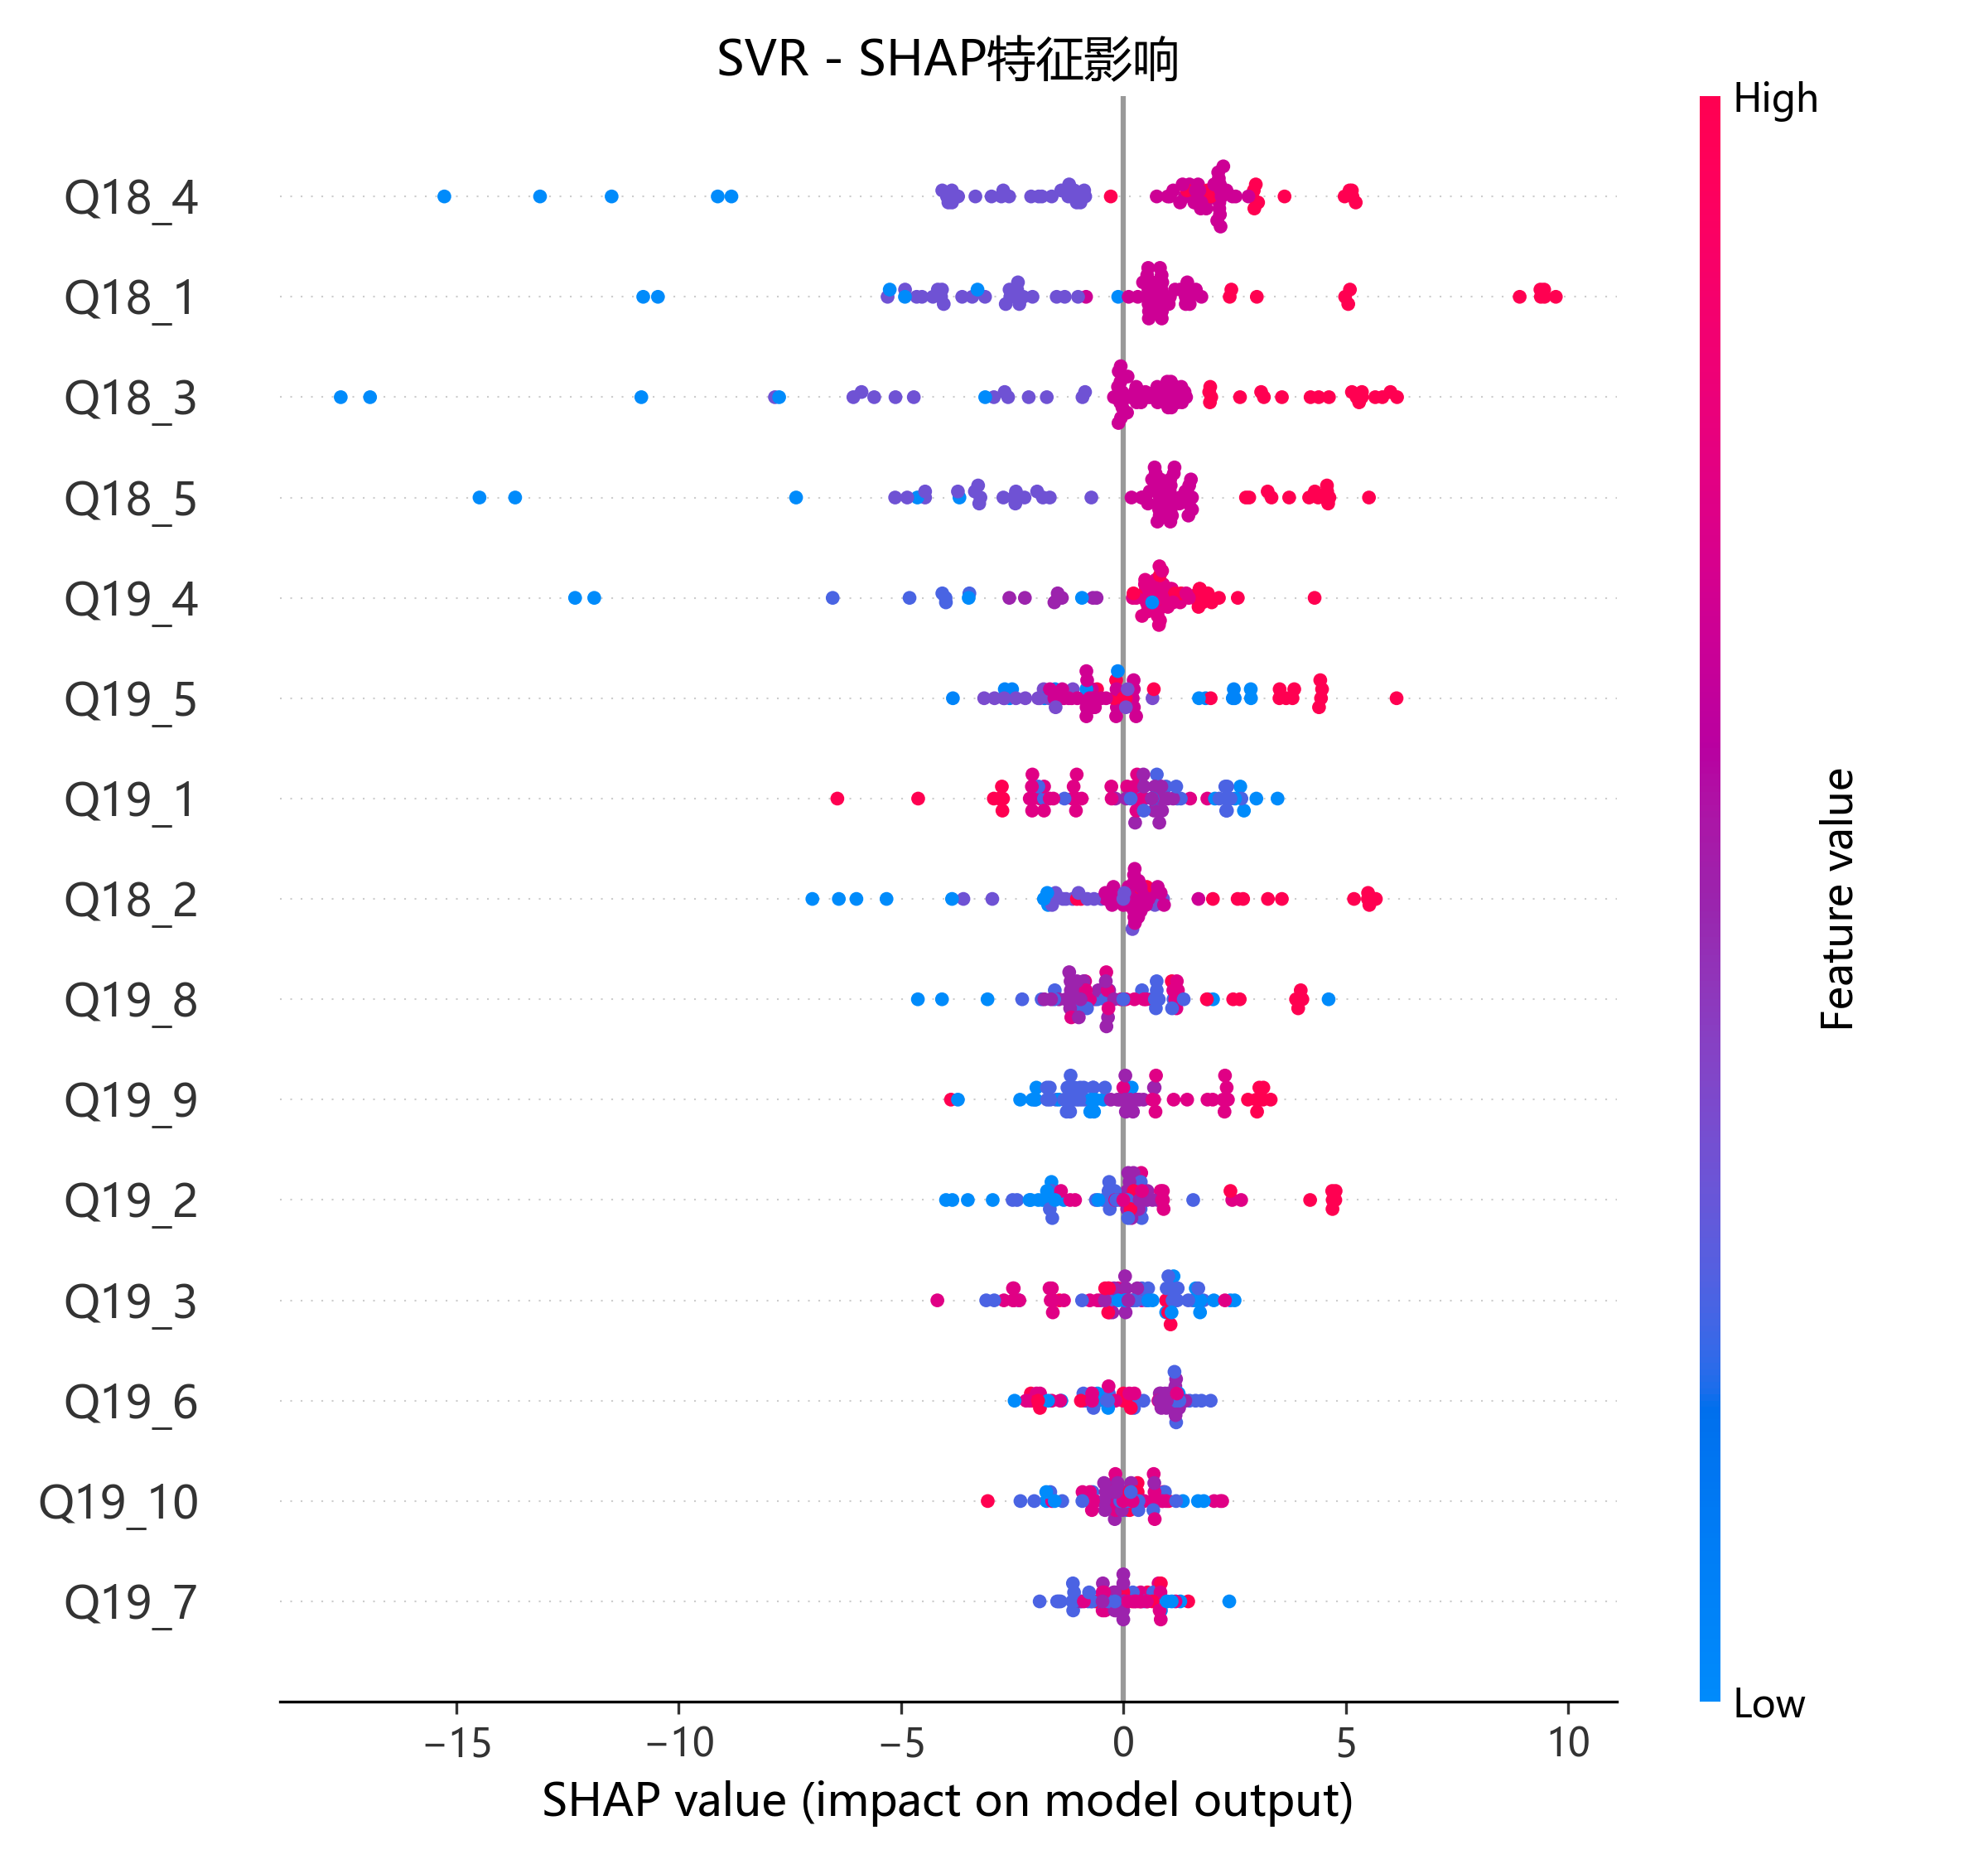 SVR - SHAP特征影响
High
Q18_4
Q18_1
Q18_3
Q18_5
Q19_4
Q19_5
Q19_1
Q18_2
Q19_8
Q19_9
Q19_2
Q19_3
Q19_6
Q19_10
Q19_7
Feature value
Low
−15 −10 −5 0 5 10
SHAP value (impact on model output)